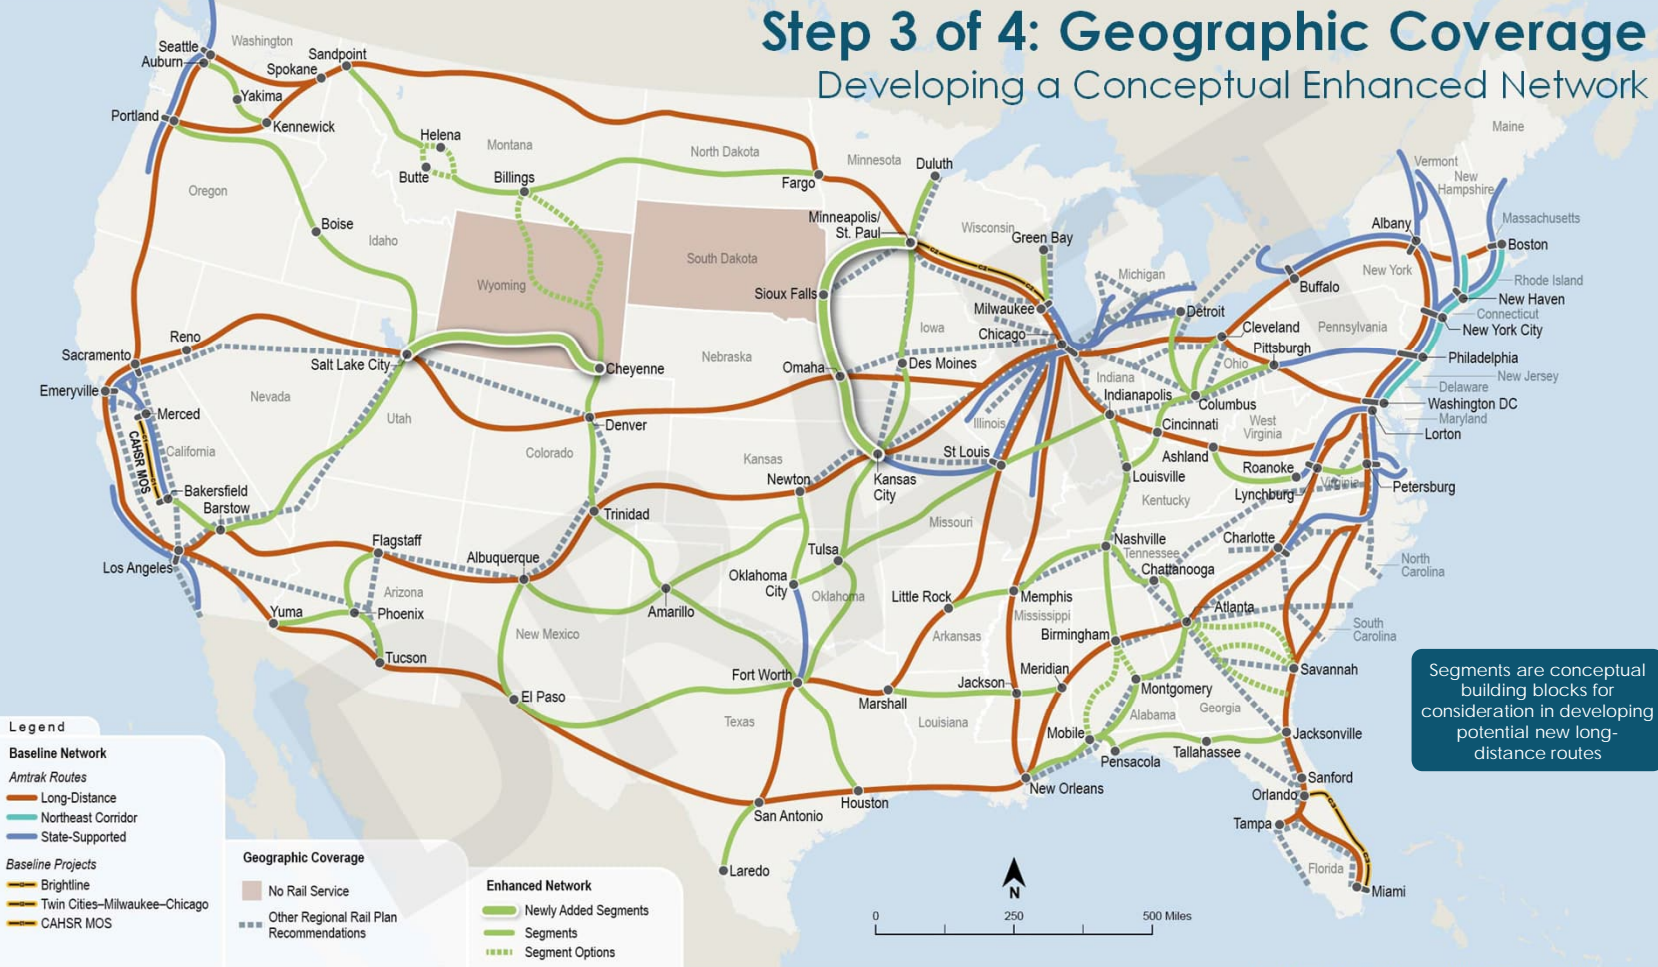 Step 3 of 4: Geographic Coverage
Developing a Conceptual Enhanced Network
Seattle
Auburn
Washington
Spokane
Sandpoint
Yakima
Portland
Kennewick
Helena
Montana
Butte
Billings
North Dakota
Fargo
Minnesota
Duluth
Maine
Vermont
New
Hampshire
Oregon
Boise
Idaho
Minneapolis/
St. Paul
Wisconsin
Green Bay
Albany
Massachusetts
Boston
Wyoming
South Dakota
Sioux Falls
Michigan
New York
Buffalo
Rhode Island
New Haven
Connecticut
New York City
Milwaukee
Detroit
Chicago
Iowa
Cleveland
Pennsylvania
Pittsburgh
Philadelphia
New Jersey
Delaware
Washington DC
Maryland
Lorton
Sacramento
Reno
Emeryville
Salt Lake City
Cheyenne
Nebraska
Omaha
Des Moines
Indiana
Ohio
Indianapolis
Columbus
Merced
Nevada
Utah
CAHSR MOS
California
Denver
Colorado
Illinois
Cincinnati
West
Virginia
Ashland
Kansas
Newton
Kansas
City
St Louis
Louisville
Kentucky
Roanoke
Lynchburg
Virginia
Petersburg
Bakersfield
Barstow
Trinidad
Missouri
Los Angeles
Flagstaff
Albuquerque
Tulsa
Nashville
Tennessee
Chattanooga
Charlotte
North
Carolina
Arizona
Amarillo
Oklahoma
City
Oklahoma
Little Rock
Memphis
Mississippi
Atlanta
Yuma
Phoenix
New Mexico
Arkansas
Birmingham
South
Carolina
Tucson
Fort Worth
Meridian
Jackson
Savannah
El Paso
Marshall
Montgomery
Georgia
Alabama
Texas
Louisiana
Mobile
Jacksonville
Tallahassee
Pensacola
New Orleans
Houston
San Antonio
Sanford
Orlando
Tampa
Laredo
Florida
Miami
Segments are conceptual
building blocks for
consideration in developing
potential new long-
distance routes
Legend
Baseline Network
Amtrak Routes
Long-Distance
Northeast Corridor
State-Supported
Baseline Projects
Brightline
Twin Cities–Milwaukee–Chicago
CAHSR MOS
Geographic Coverage
No Rail Service
Other Regional Rail Plan
Recommendations
Enhanced Network
Newly Added Segments
Segments
Segment Options
N
0 250 500 Miles
DRAFT